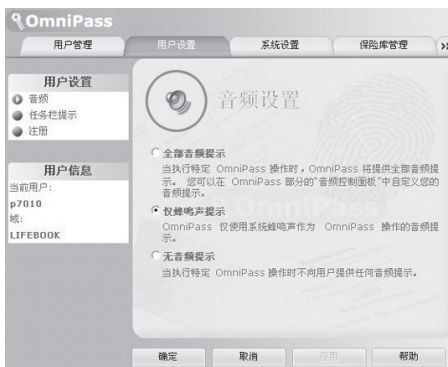 OmniPass
用户管理
用户设置
系统设置
保险库管理
用户设置
音频
任务栏提示
注册
用户信息
当前用户:
p7010
域:
LIFEBOOK
音频设置
全部音频提示
当执行特定 OmniPass 操作时，OmniPass 将提供全部音频提
示。 您可以在 OmniPass 部分的"音频控制面板"中自定义您的
音频提示。
仅蜂鸣声提示
OmniPass 仅使用系统蜂鸣声作为 OmniPass 操作的音频提
示。
无音频提示
当执行特定 OmniPass 操作时不向用户提供任何音频提示。
确定
取消
应用
帮助